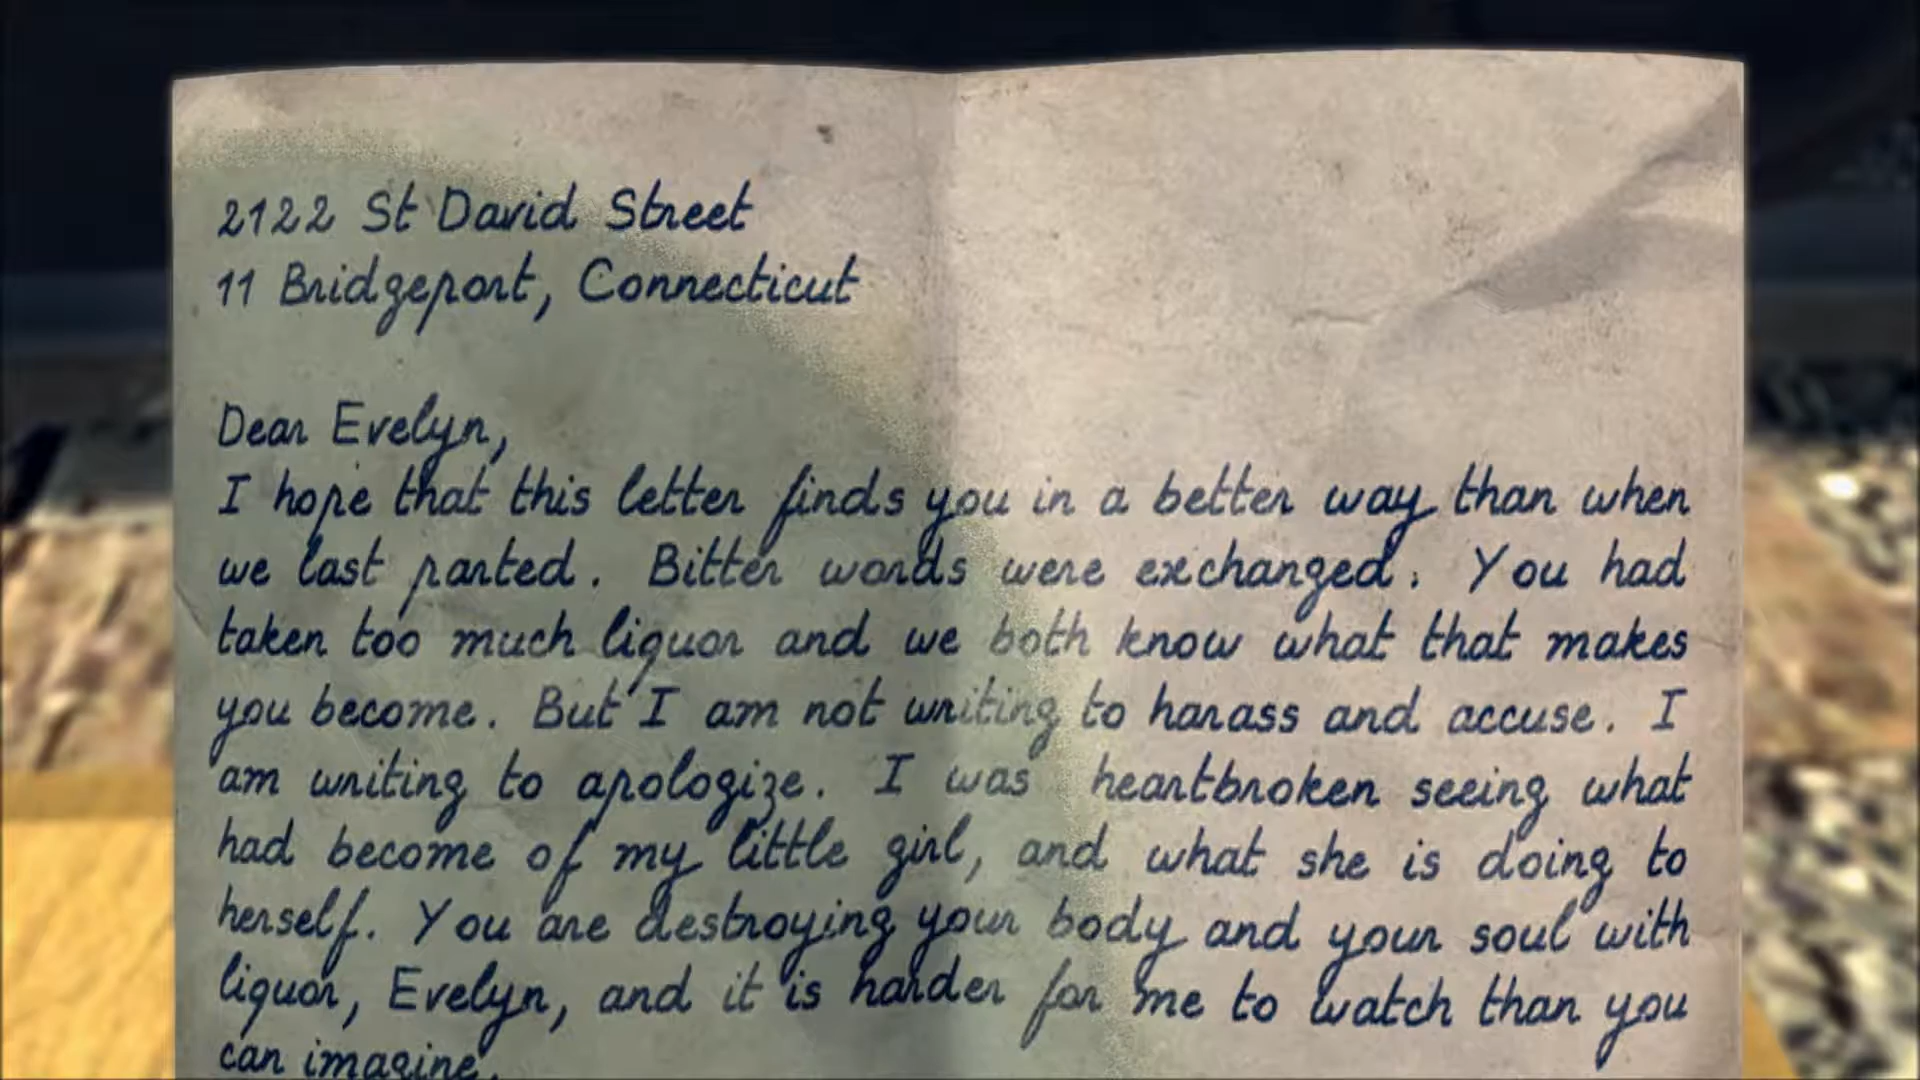 2122 St David Street
11 Bridgeport, Connecticut
Dear Evelyn,
I hope that this letter finds you in a better way than when
we last parted. Bitter words were exchanged. You had
taken too much liquor and we both know what that makes
you become. But I am not writing to harass and accuse. I
am writing to apologize. I was heartbroken seeing what
had become of my little girl, and what she is doing to
herself. You are destroying your body and your soul with
liquor, Evelyn, and it is harder for me to watch than you
can imagine.